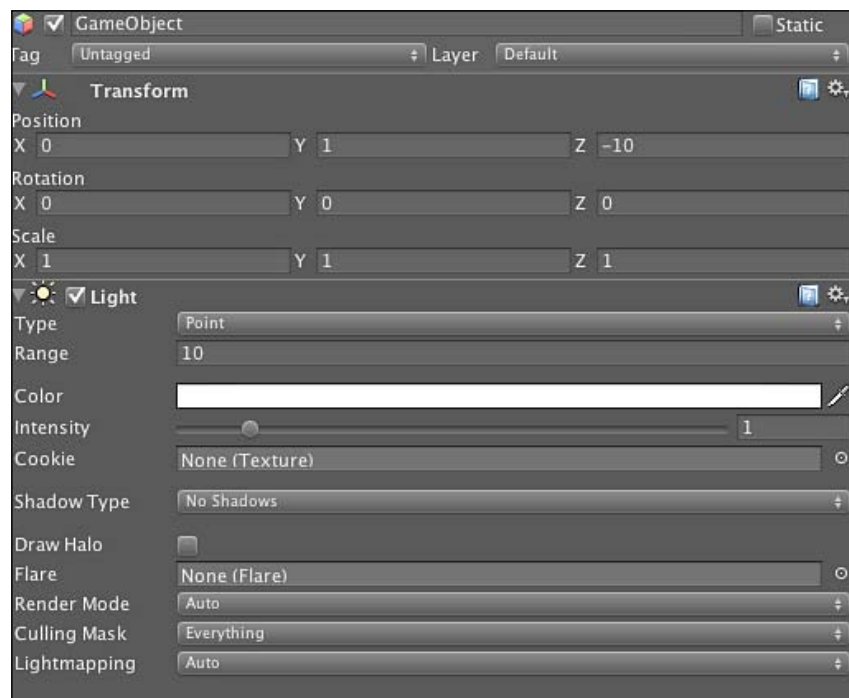 GameObject Static
Tag Untagged Layer Default
Transform
Position
X 0 Y 1 Z -10
Rotation
X 0 Y 0 Z 0
Scale
X 1 Y 1 Z 1
Light
Type Point
Range 10
Color
Intensity 1
Cookie None (Texture)
Shadow Type No Shadows
Draw Halo
Flare None (Flare)
Render Mode Auto
Culling Mask Everything
Lightmapping Auto